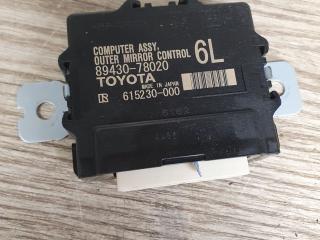 COMPUTER ASSY,
OUTER MIRROR CONTROL 6L
89430-78020
TOYOTA
MADE IN JAPAN
615230-000